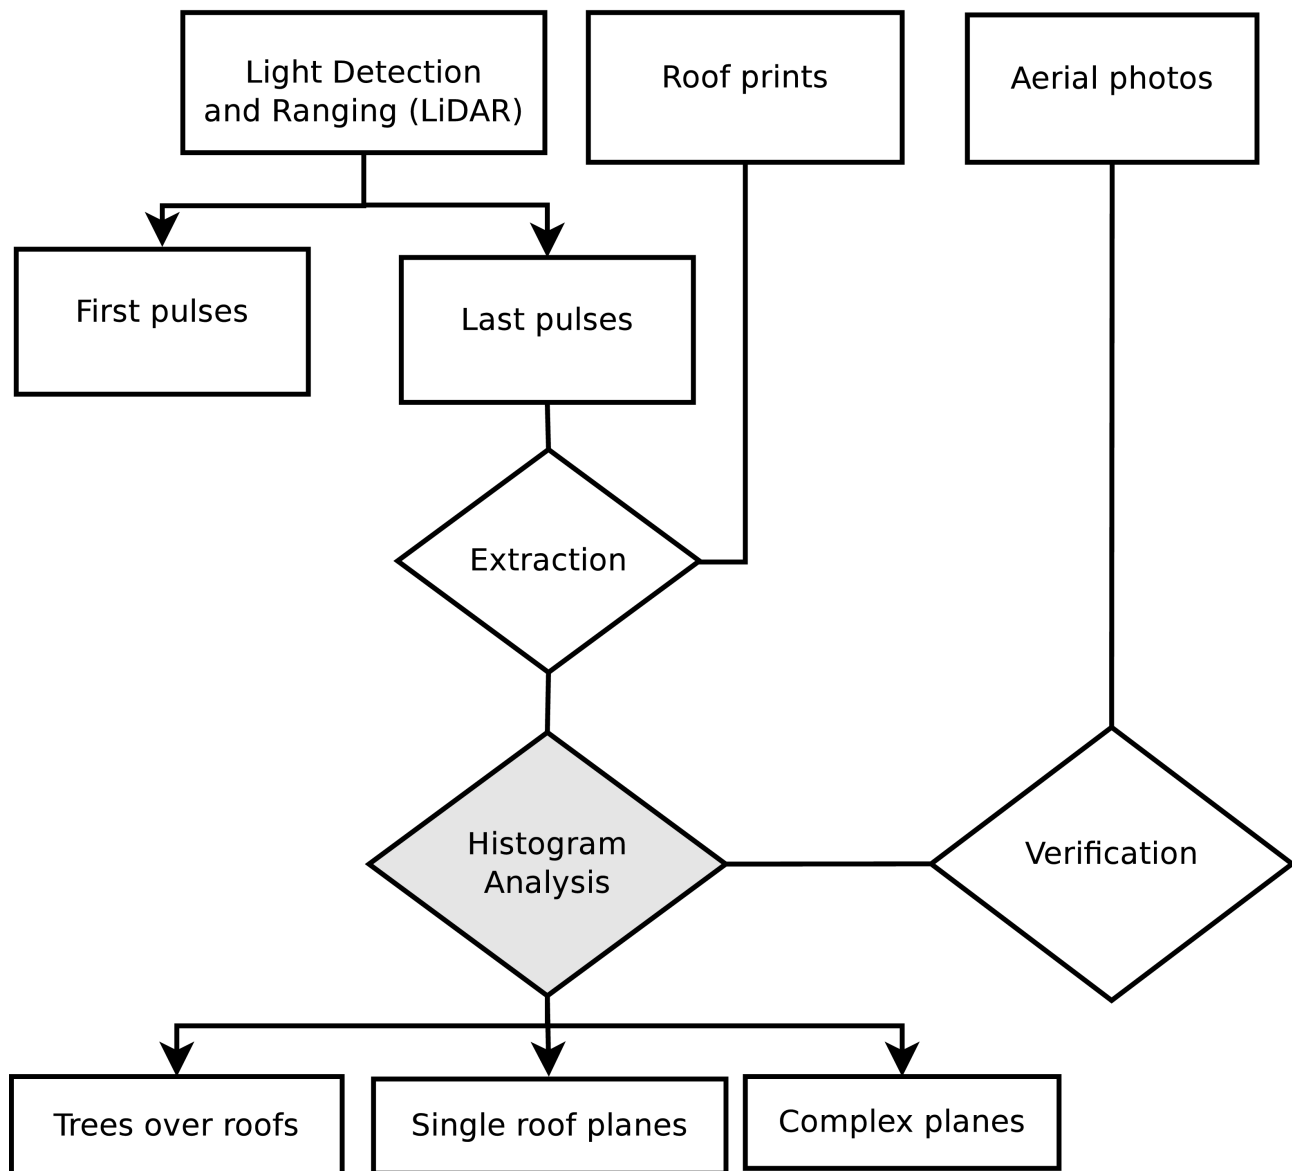 Light Detection
and Ranging (LiDAR)
Roof prints
Aerial photos
First pulses
Last pulses
Extraction
Histogram
Analysis
Verification
Trees over roofs
Single roof planes
Complex planes